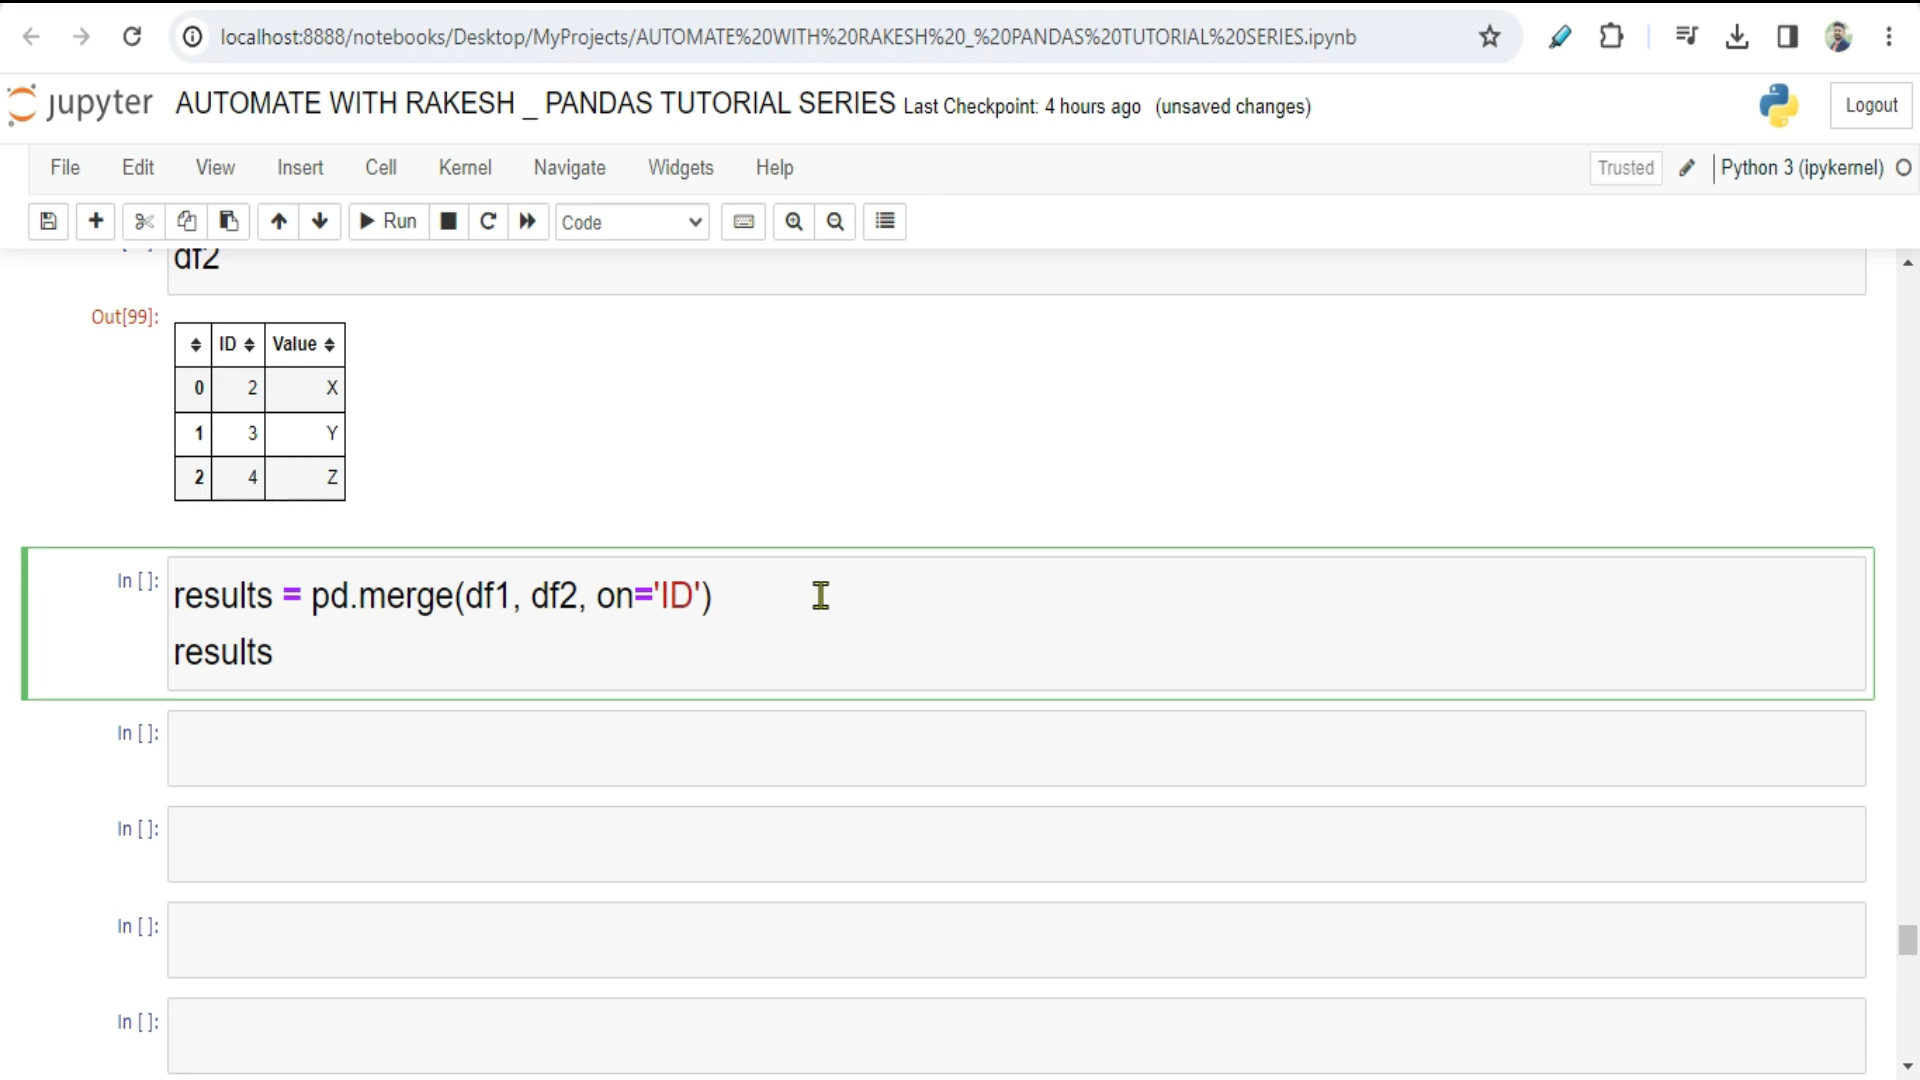 localhost:8888/notebooks/Desktop/MyProjects/AUTOMATE%20WITH%20RAKESH%20_%20PANDAS%20TUTORIAL%20SERIES.ipynb
jupyter AUTOMATE WITH RAKESH _ PANDAS TUTORIAL SERIES Last Checkpoint: 4 hours ago (unsaved changes) Logout
File Edit View Insert Cell Kernel Navigate Widgets Help Trusted Python 3 (ipykernel)
Run Code
df2
Out[99]:
ID Value
0 2 X
1 3 Y
2 4 Z
In [ ]: results = pd.merge(df1, df2, on='ID')
results
In [ ]:
In [ ]:
In [ ]:
In [ ]: